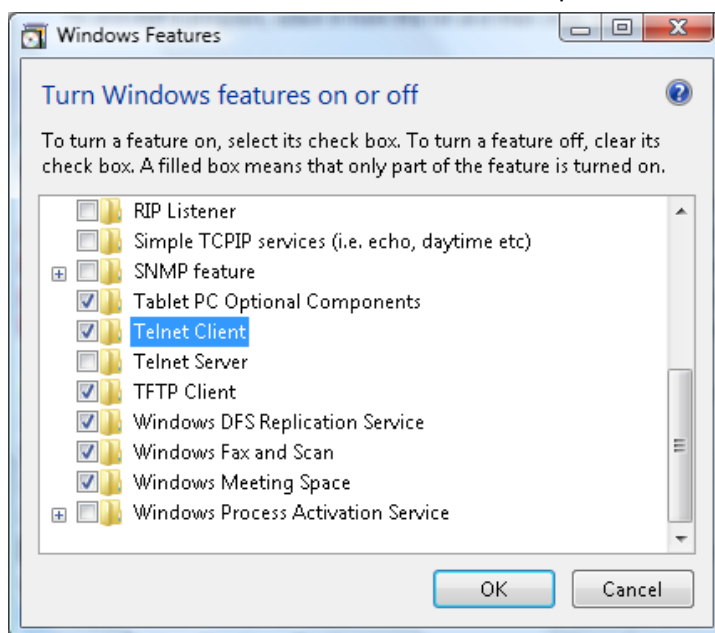 Windows Features
Turn Windows features on or off
To turn a feature on, select its check box. To turn a feature off, clear its
check box. A filled box means that only part of the feature is turned on.
RIP Listener
Simple TCPIP services (i.e. echo, daytime etc)
SNMP feature
Tablet PC Optional Components
Telnet Client
Telnet Server
TFTP Client
Windows DFS Replication Service
Windows Fax and Scan
Windows Meeting Space
Windows Process Activation Service
OK Cancel